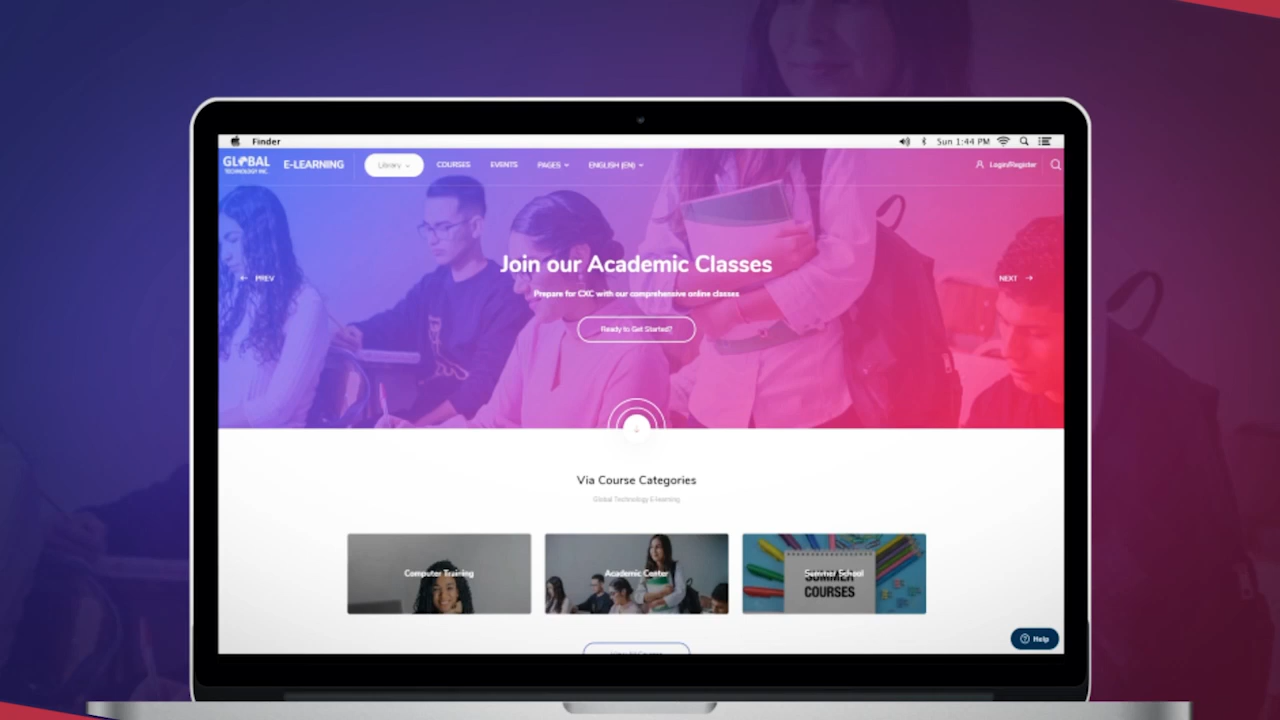 Finder
Sun 1:44 PM
GLOBAL
TECHNOLOGY INC.
E-LEARNING
Library
COURSES
EVENTS
PAGES
ENGLISH (EN)
Login/Register
Join our Academic Classes
PREV
NEXT
Prepare for CXC with our comprehensive online classes
Ready to Get Started?
Via Course Categories
Global Technology E-learning
Computer Training
Academic Center
Summer School
SUMMER
COURSES
Help